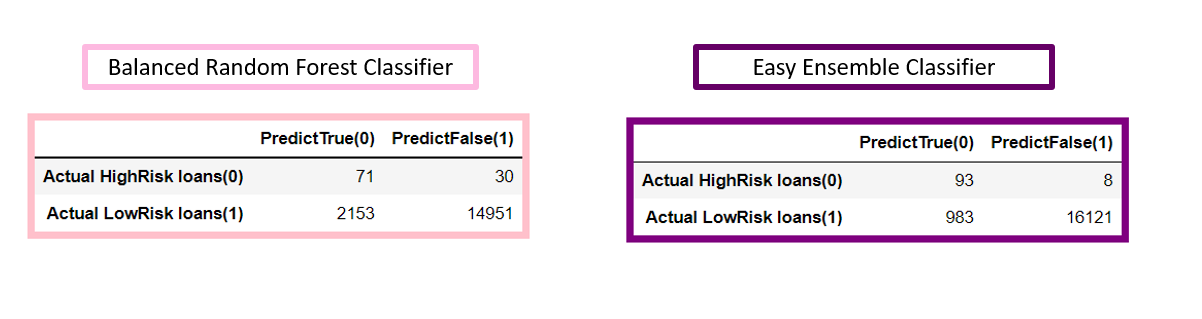 Balanced Random Forest Classifier
PredictTrue(0) PredictFalse(1)
Actual HighRisk loans(0) 71 30
Actual LowRisk loans(1) 2153 14951
Easy Ensemble Classifier
PredictTrue(0) PredictFalse(1)
Actual HighRisk loans(0) 93 8
Actual LowRisk loans(1) 983 16121